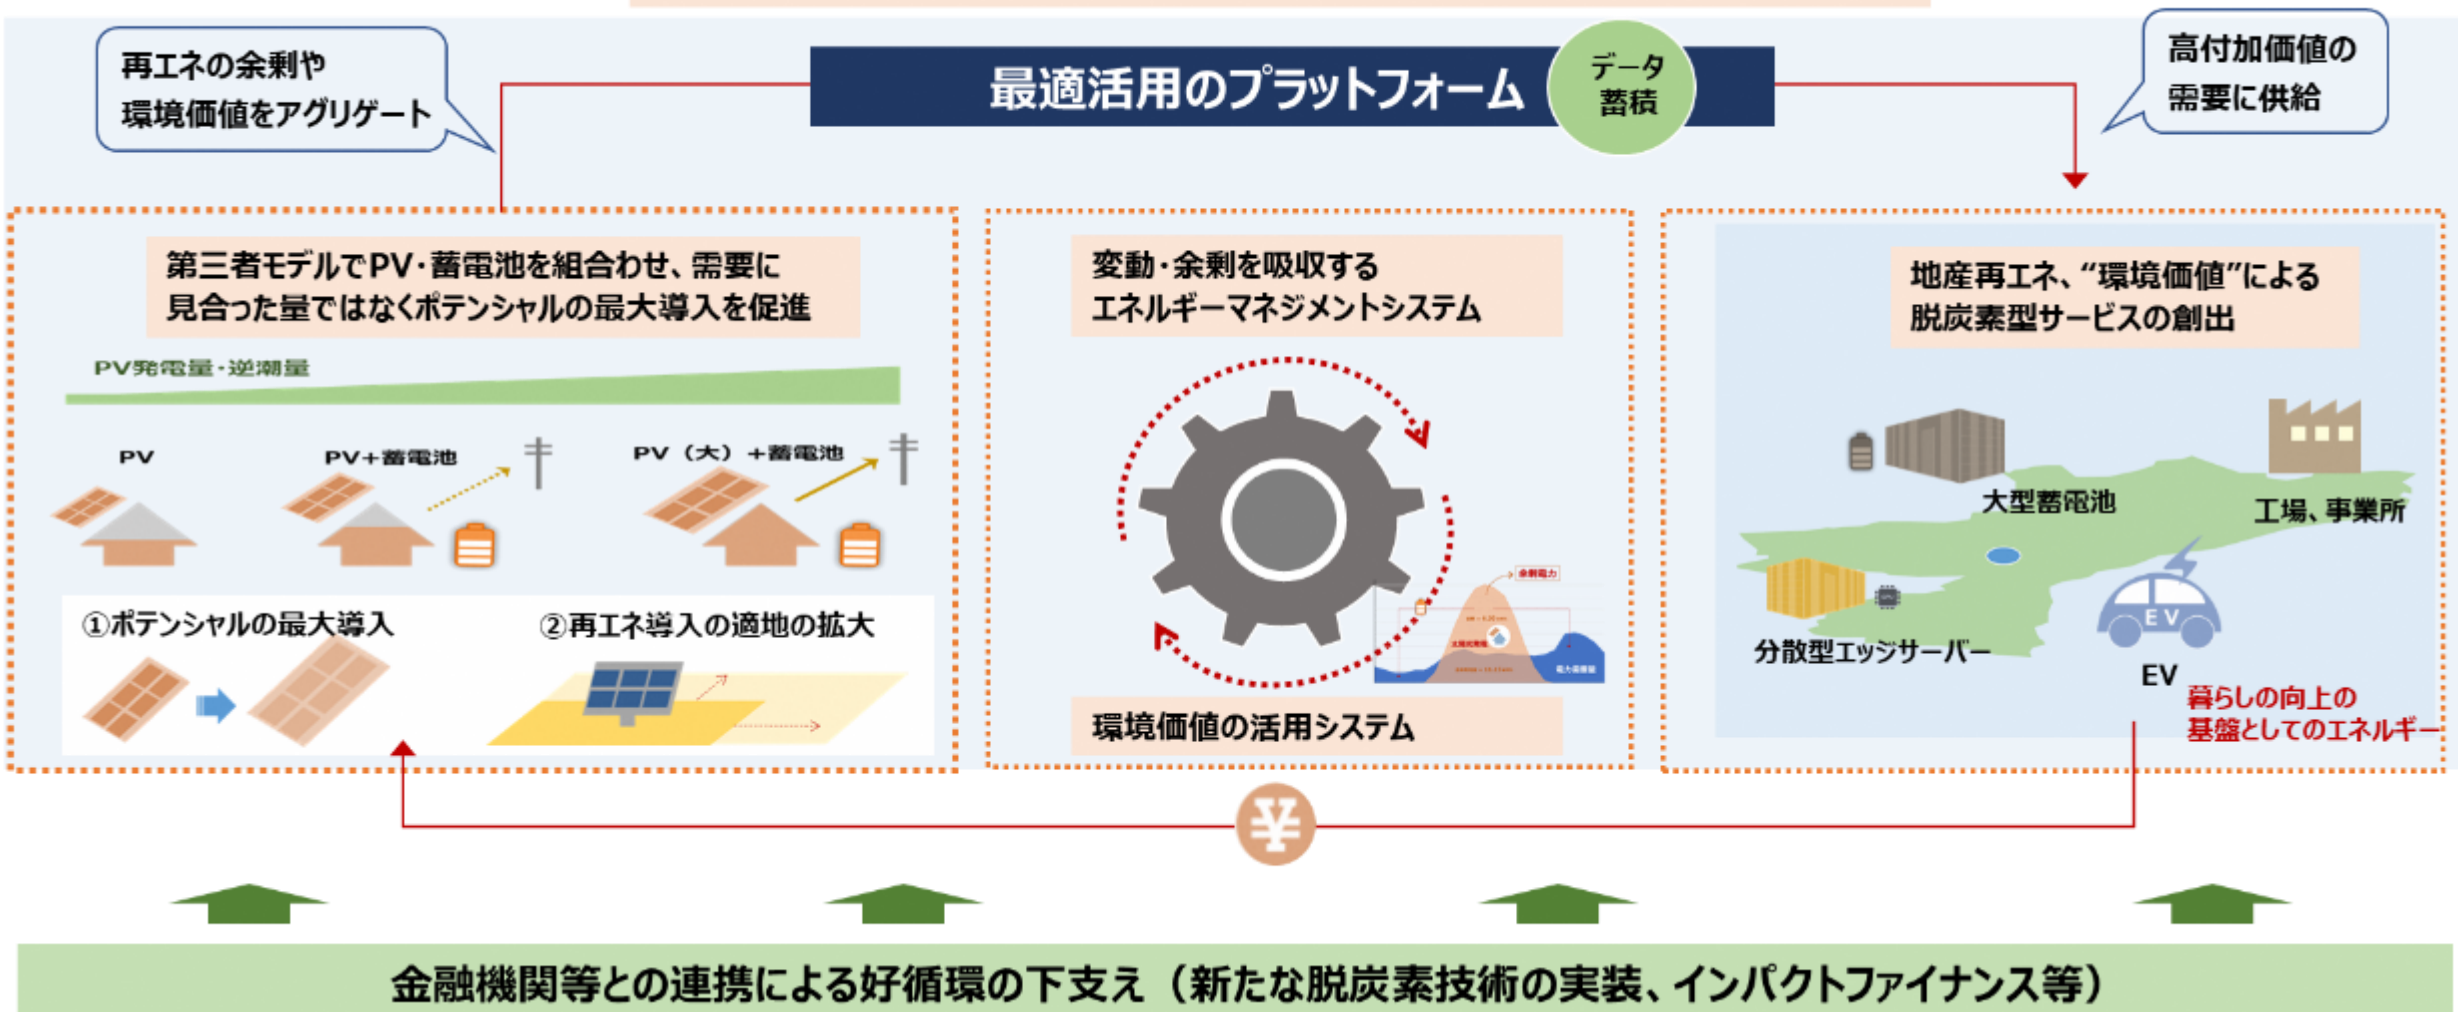 再エネの余剰や
環境価値をアグリゲート
最適活用のプラットフォーム
データ
蓄積
高付加価値の
需要に供給
第三者モデルでPV・蓄電池を組合わせ、需要に
見合った量ではなくポテンシャルの最大導入を促進
PV発電量・逆潮量
PV
PV+蓄電池
PV（大）+蓄電池
①ポテンシャルの最大導入
②再エネ導入の適地の拡大
変動・余剰を吸収する
エネルギーマネジメントシステム
余剰電力
環境価値の活用システム
地産再エネ、“環境価値”による
脱炭素型サービスの創出
大型蓄電池
工場、事業所
分散型エッジサーバー
EV
EV
暮らしの向上の
基盤としてのエネルギー
¥
金融機関等との連携による好循環の下支え（新たな脱炭素技術の実装、インパクトファイナンス等）